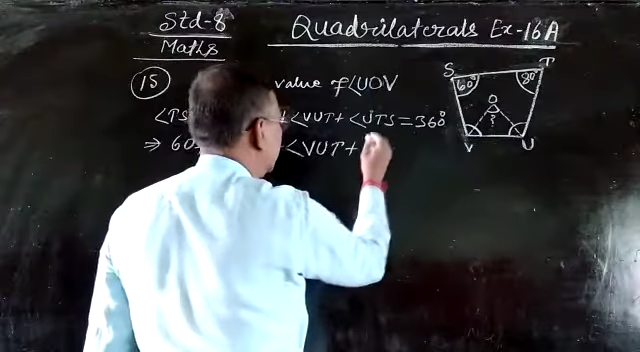 Std-8
Maths
Quadrilaterals Ex-16A
15
value of ∠UOV
∠TS ∠VUT + ∠UTS = 360°
⇒ 60 ∠VUT +
S T
60° 80°
O
?
V U